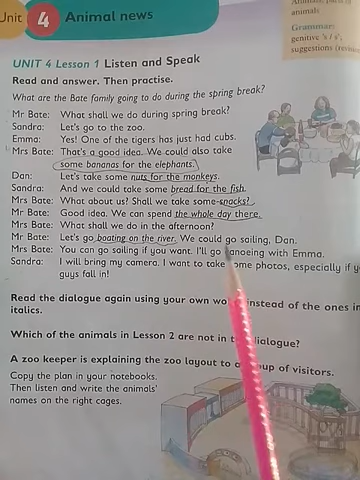 Unit 4 Animal news
animals
Grammar:
genitive 's / s',
suggestions
UNIT 4 Lesson 1 Listen and Speak
Read and answer. Then practise.
What are the Bate family going to do during the spring break?
Mr Bate: What shall we do during spring break?
Sandra: Let's go to the zoo.
Emma: Yes! One of the tigers has just had cubs.
Mrs Bate: That's a good idea. We could also take
some bananas for the elephants.
Dan: Let's take some nuts for the monkeys.
Sandra: And we could take some bread for the fish.
Mrs Bate: What about us? Shall we take some snacks?
Mr Bate: Good idea. We can spend the whole day there.
Mrs Bate: What shall we do in the afternoon?
Mr Bate: Let's go boating on the river. We could go sailing, Dan.
Mrs Bate: You can go sailing if you want. I'll go canoeing with Emma.
Sandra: I will bring my camera. I want to take some photos, especially if
guys fall in!
Read the dialogue again using your own instead of the ones in
italics.
Which of the animals in Lesson 2 are not in dialogue?
A zoo keeper is explaining the zoo layout to a of visitors.
Copy the plan in your notebooks.
Then listen and write the animals'
names on the right cages.